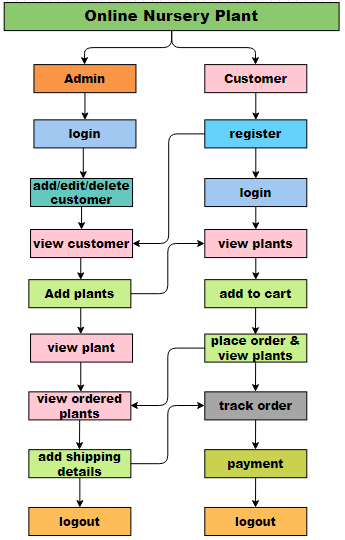 Online Nursery Plant
Admin
Customer
login
register
add/edit/delete
customer
login
view customer
view plants
Add plants
add to cart
view plant
place order &
view plants
view ordered
plants
track order
add shipping
details
payment
logout
logout